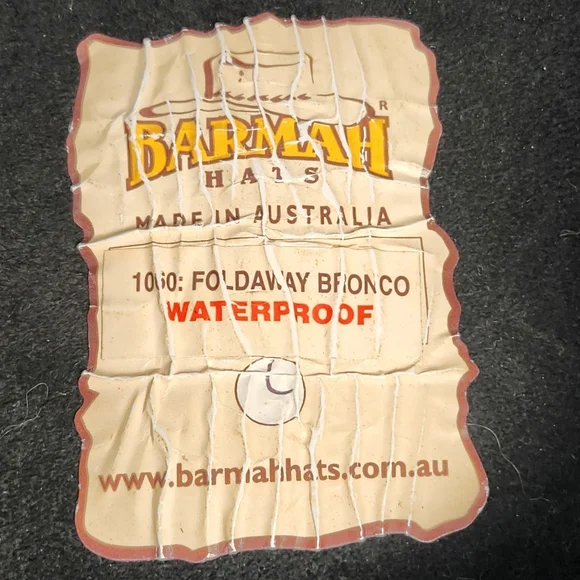 BARMAH
®
HATS
MADE IN AUSTRALIA
1060: FOLDAWAY BRONCO
WATERPROOF
L
www.barmahhats.com.au